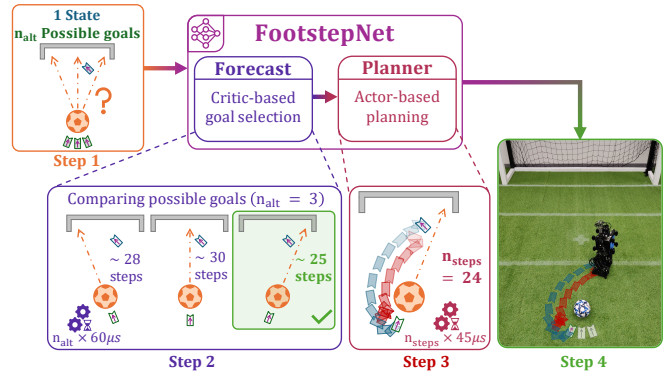 1 State
n_alt Possible goals
?
Step 1
FootstepNet
Forecast
Critic-based
goal selection
Planner
Actor-based
planning
Comparing possible goals (n_alt = 3)
~ 28
steps
~ 30
steps
~ 25
steps
n_alt × 60μs
Step 2
n_steps
= 24
n_steps × 45μs
Step 3
Step 4